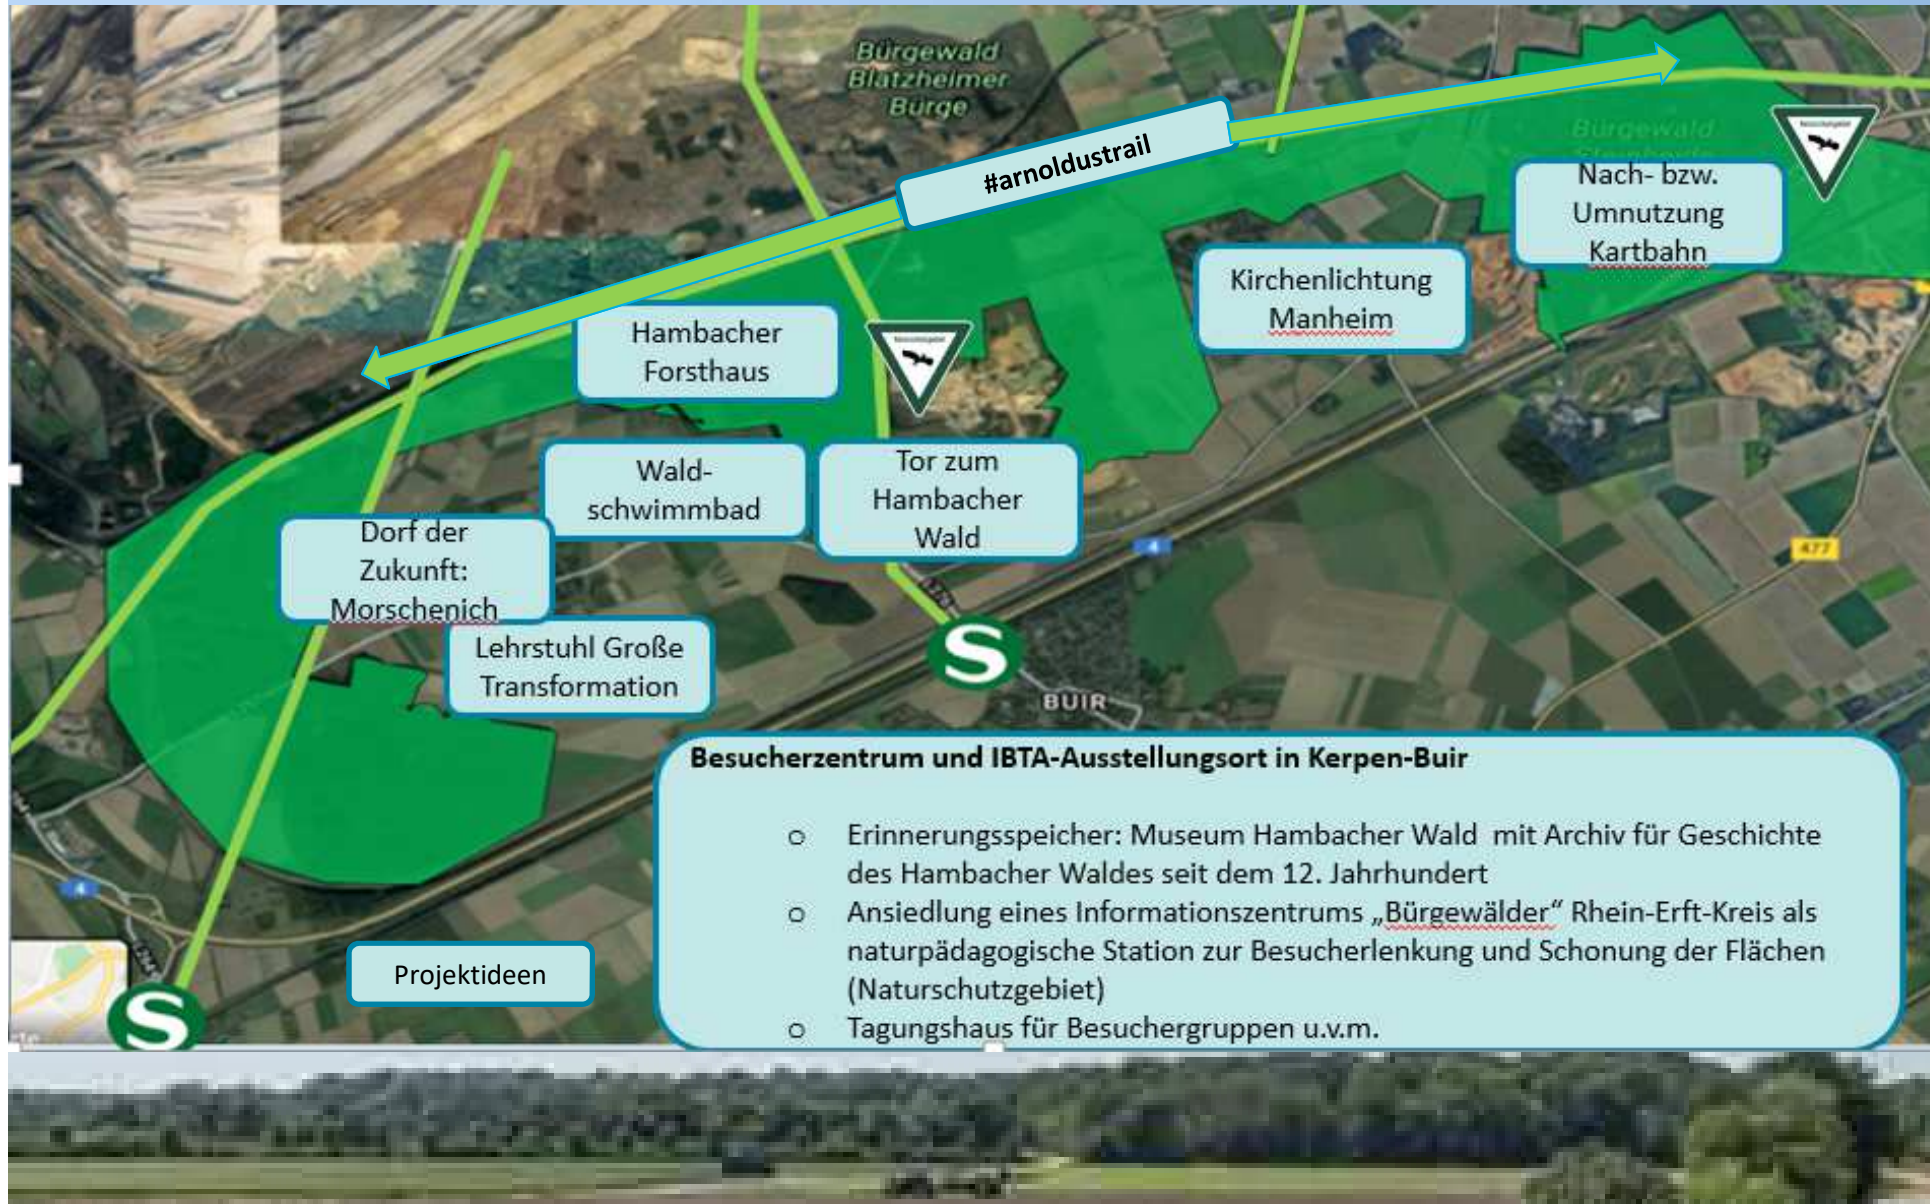 Bürgewald
Blatzheimer
Bürge
#arnoldustrail
Bürgewald
Nach- bzw.
Umnutzung
Kartbahn
Kirchenlichtung
Manheim
Hambacher
Forsthaus
Wald-
schwimmbad
Tor zum
Hambacher
Wald
Dorf der
Zukunft:
Morschenich
Lehrstuhl Große
Transformation
4
477
S
BUIR
Besucherzentrum und IBTA-Ausstellungsort in Kerpen-Buir
o Erinnerungsspeicher: Museum Hambacher Wald mit Archiv für Geschichte
des Hambacher Waldes seit dem 12. Jahrhundert
o Ansiedlung eines Informationszentrums „Bürgewälder“ Rhein-Erft-Kreis als
naturpädagogische Station zur Besucherlenkung und Schonung der Flächen
(Naturschutzgebiet)
o Tagungshaus für Besuchergruppen u.v.m.
4
Projektideen
S